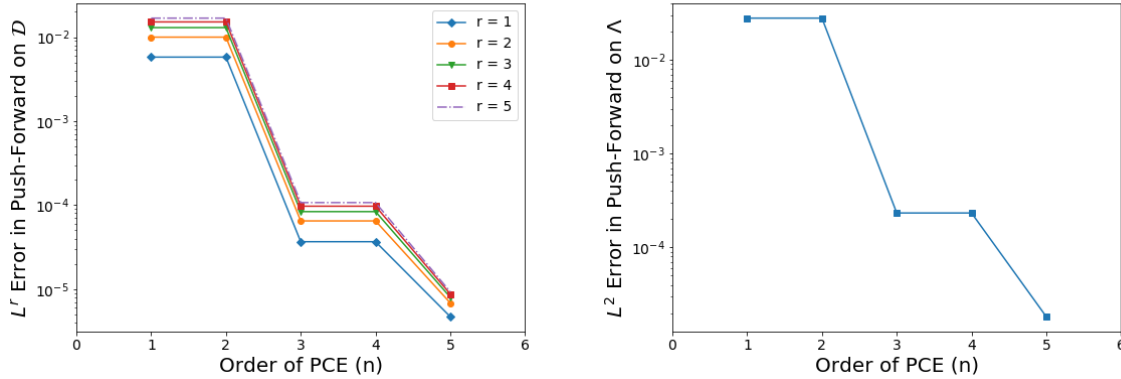 L^r Error in Push-Forward on 𝒟
10⁻²
10⁻³
10⁻⁴
10⁻⁵
r = 1
r = 2
r = 3
r = 4
r = 5
0 1 2 3 4 5 6
Order of PCE (n)
L² Error in Push-Forward on Λ
10⁻²
10⁻³
10⁻⁴
0 1 2 3 4 5 6
Order of PCE (n)